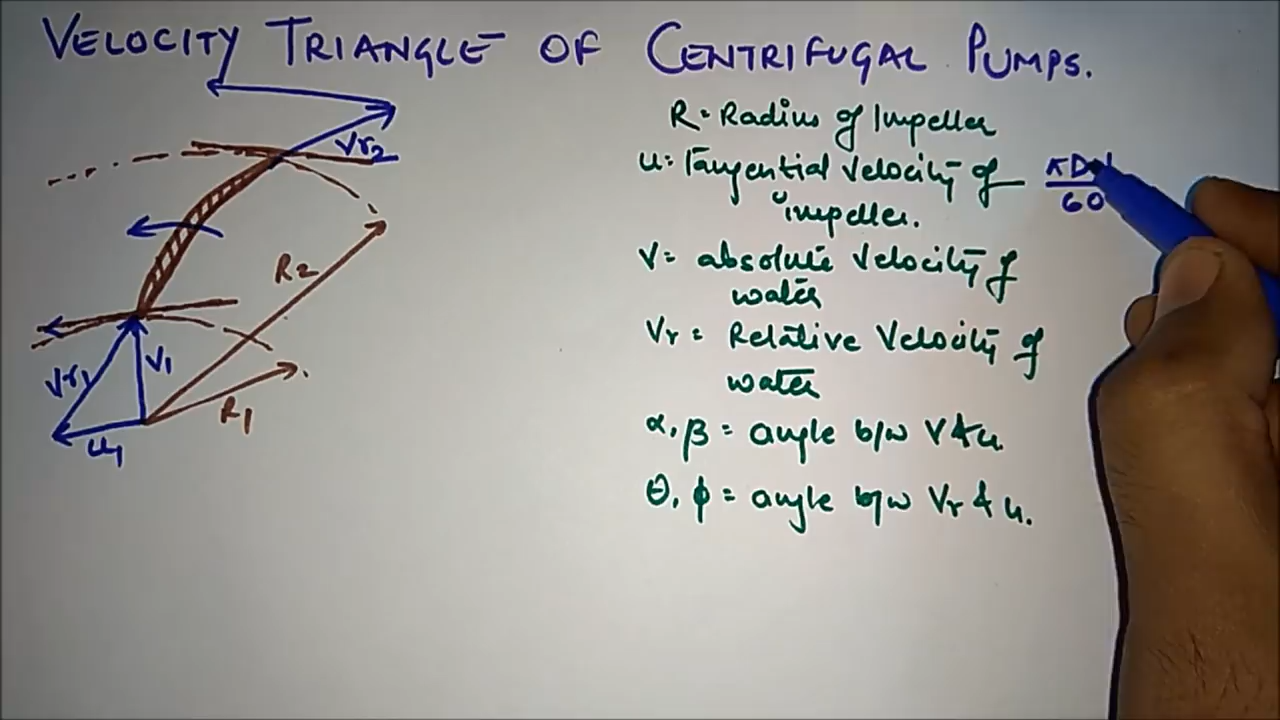 VELOCITY TRIANGLE OF CENTRIFUGAL PUMPS.
R = Radius of Impeller
u = Tangential velocity of
impeller.
πD
60
V = absolute velocity of
water
Vr = Relative velocity of
water
α, β = angle b/w V & u
θ, ϕ = angle b/w Vr & u.
Vr2
R2
Vr1
V1
R1
u1